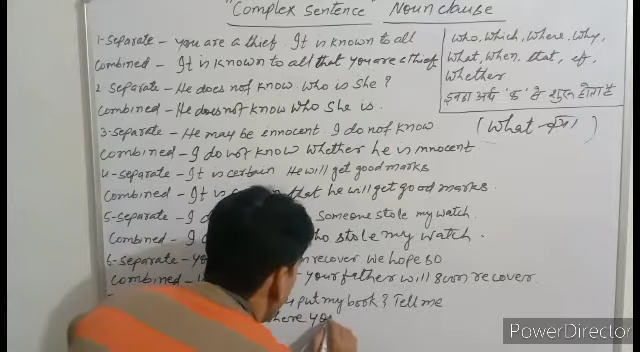 "Complex Sentence" Noun clause
1-Separate - you are a thief. It is known to all
Combined - It is known to all that you are a thief
2 Separate - He does not know. Who is She?
Combined - He does not know who she is.
3-Separate - He may be ennocent. I do not know
Combined - I do not know whether he is innocent
4-Separate - It is certain. He will get good marks
Combined - It is that he will get good marks.
5-Separate - I Someone stole my watch.
Combined - I who stole my watch.
6-Separate - recover we hope so
Combined - your father will soon recover.
put my book? Tell me
where yo
who, which, where, why,
what, when, that, if,
whether
इनका अर्थ 'क' से शुरू होता है
(What - क्या)
PowerDirector